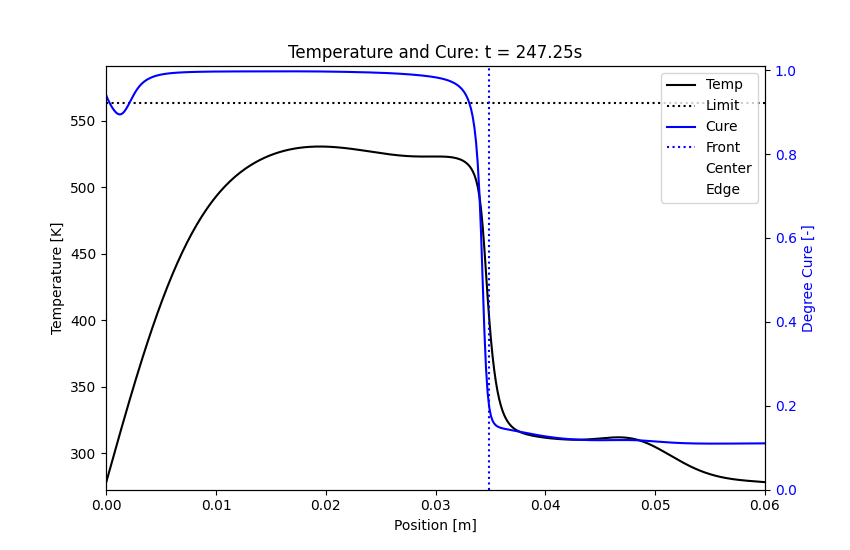 Temperature and Cure: t = 247.25s
Temp
Limit
Cure
Front
Center
Edge
Temperature [K]
550
500
450
400
350
300
Degree Cure [-]
1.0
0.8
0.6
0.4
0.2
0.0
0.00 0.01 0.02 0.03 0.04 0.05 0.06
Position [m]